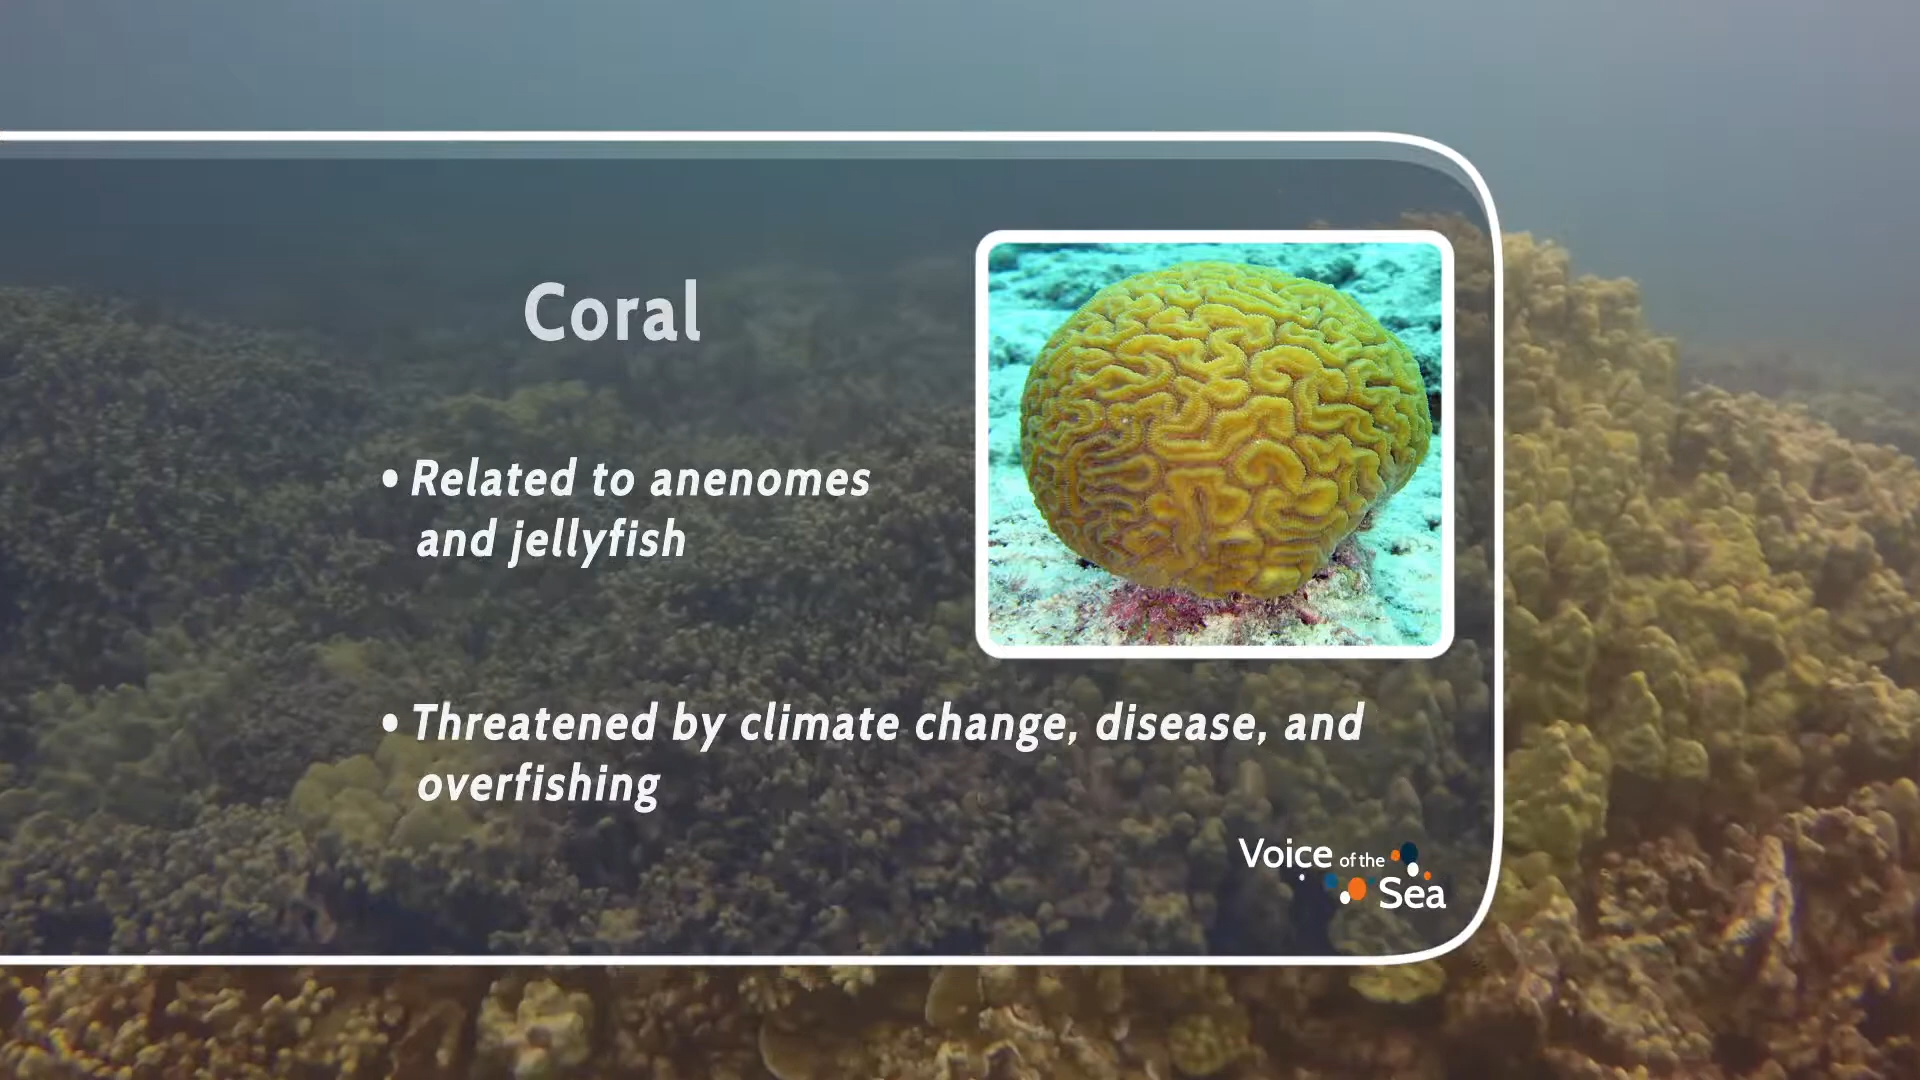 Coral
• Related to anenomes
and jellyfish
• Threatened by climate change, disease, and
overfishing
Voice of the
Sea